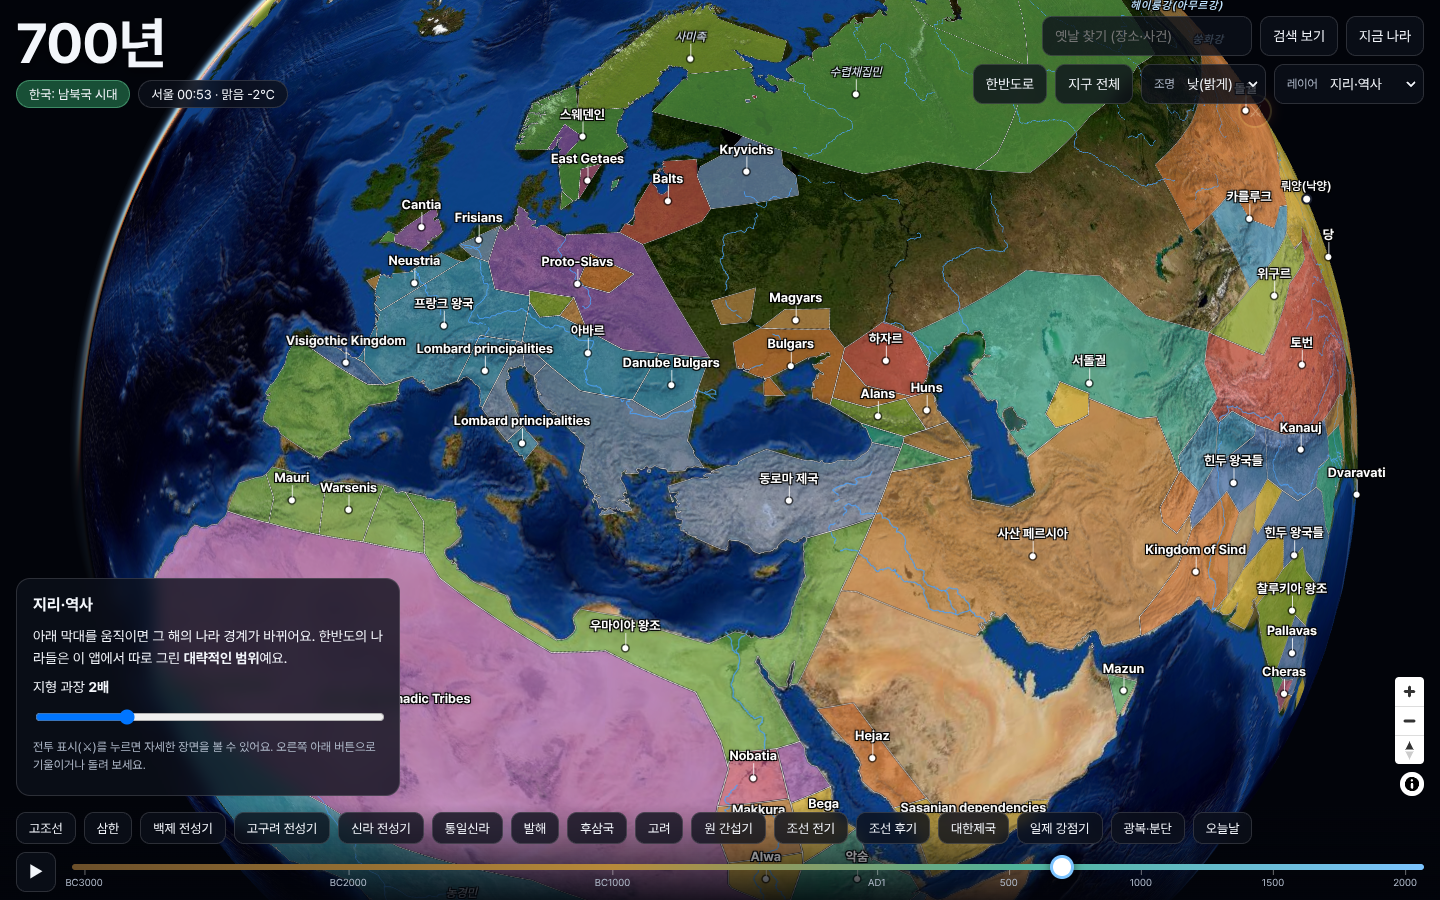 700년
한국: 남북국 시대
서울 00:53 · 맑음 -2°C
헤이룽강(아무르강)
옛날 찾기 (장소·사건)
쑹화강
검색 보기
지금 나라
한반도로
지구 전체
조명 낮(밝게)
레이어 지리·역사
돌궐
사미족
수렵채집민
스웨덴인
East Getaes
Kryvichs
Balts
카를루크
뤄양(낙양)
Cantia
Frisians
당
Neustria
Proto-Slavs
위구르
프랑크 왕국
Magyars
아바르
Visigothic Kingdom
Lombard principalities
Bulgars
하자르
토번
Danube Bulgars
서돌궐
Alans
Huns
Lombard principalities
Kanauj
힌두 왕국들
Dvaravati
Mauri
Warsenis
동로마 제국
사산 페르시아
힌두 왕국들
Kingdom of Sind
찰루키아 왕조
우마이야 왕조
Pallavas
Mazun
Cheras
지리·역사
아래 막대를 움직이면 그 해의 나라 경계가 바뀌어요. 한반도의 나
라들은 이 앱에서 따로 그린 대략적인 범위예요.
지형 과장 2배
전투 표시(⚔)를 누르면 자세한 장면을 볼 수 있어요. 오른쪽 아래 버튼으로
기울이거나 돌려 보세요.
madic Tribes
Hejaz
Nobatia
Makkura
Bega
Sasanian dependencies
고조선
삼한
백제 전성기
고구려 전성기
신라 전성기
통일신라
발해
후삼국
고려
원 간섭기
조선 전기
조선 후기
대한제국
일제 강점기
광복·분단
오늘날
Alwa
악숨
BC3000
BC2000
BC1000
AD1
500
1000
1500
2000